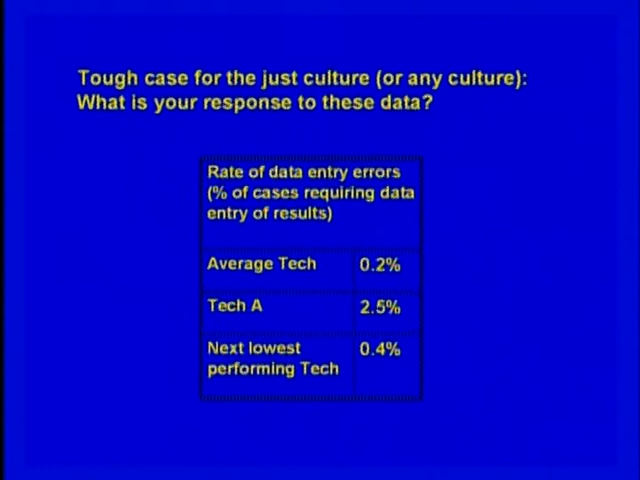 Tough case for the just culture (or any culture):
What is your response to these data?
Rate of data entry errors
(% of cases requiring data
entry of results)
Average Tech 0.2%
Tech A 2.5%
Next lowest 0.4%
performing Tech